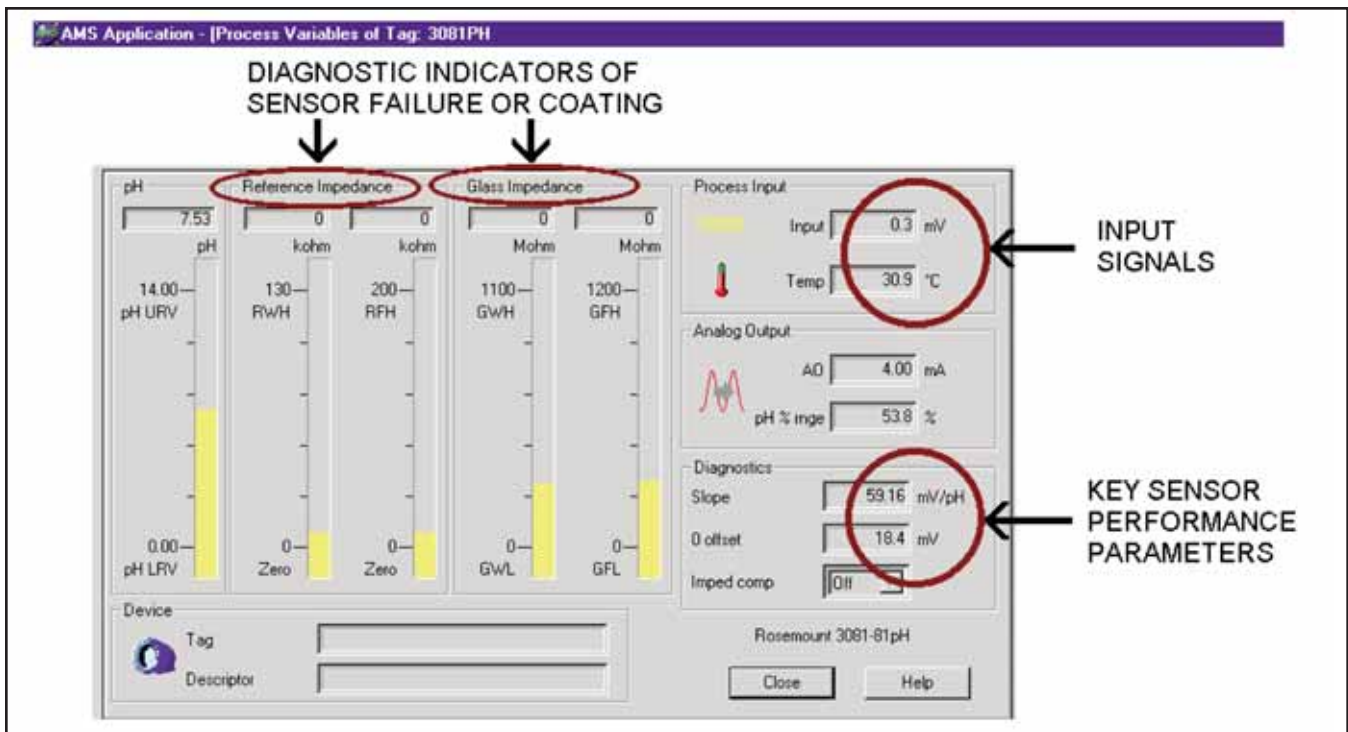 AMS Application - [Process Variables of Tag: 3081PH
DIAGNOSTIC INDICATORS OF
SENSOR FAILURE OR COATING
pH
7.53
pH
14.00
pH URV
0.00
pH LRV
Reference Impedance
0 0
kohm kohm
130 200
RWH RFH
0 0
Zero Zero
Glass Impedance
0 0
Mohm Mohm
1100 1200
GWH GFH
0 0
GWL GFL
Process Input
Input 0.3 mV
Temp 30.9 °C
INPUT
SIGNALS
Analog Output
AO 4.00 mA
pH % rnge 53.8 %
Diagnostics
Slope 59.16 mV/pH
0 offset 18.4 mV
Imped comp Off
KEY SENSOR
PERFORMANCE
PARAMETERS
Device
Tag
Descriptor
Rosemount 3081-81pH
Close Help